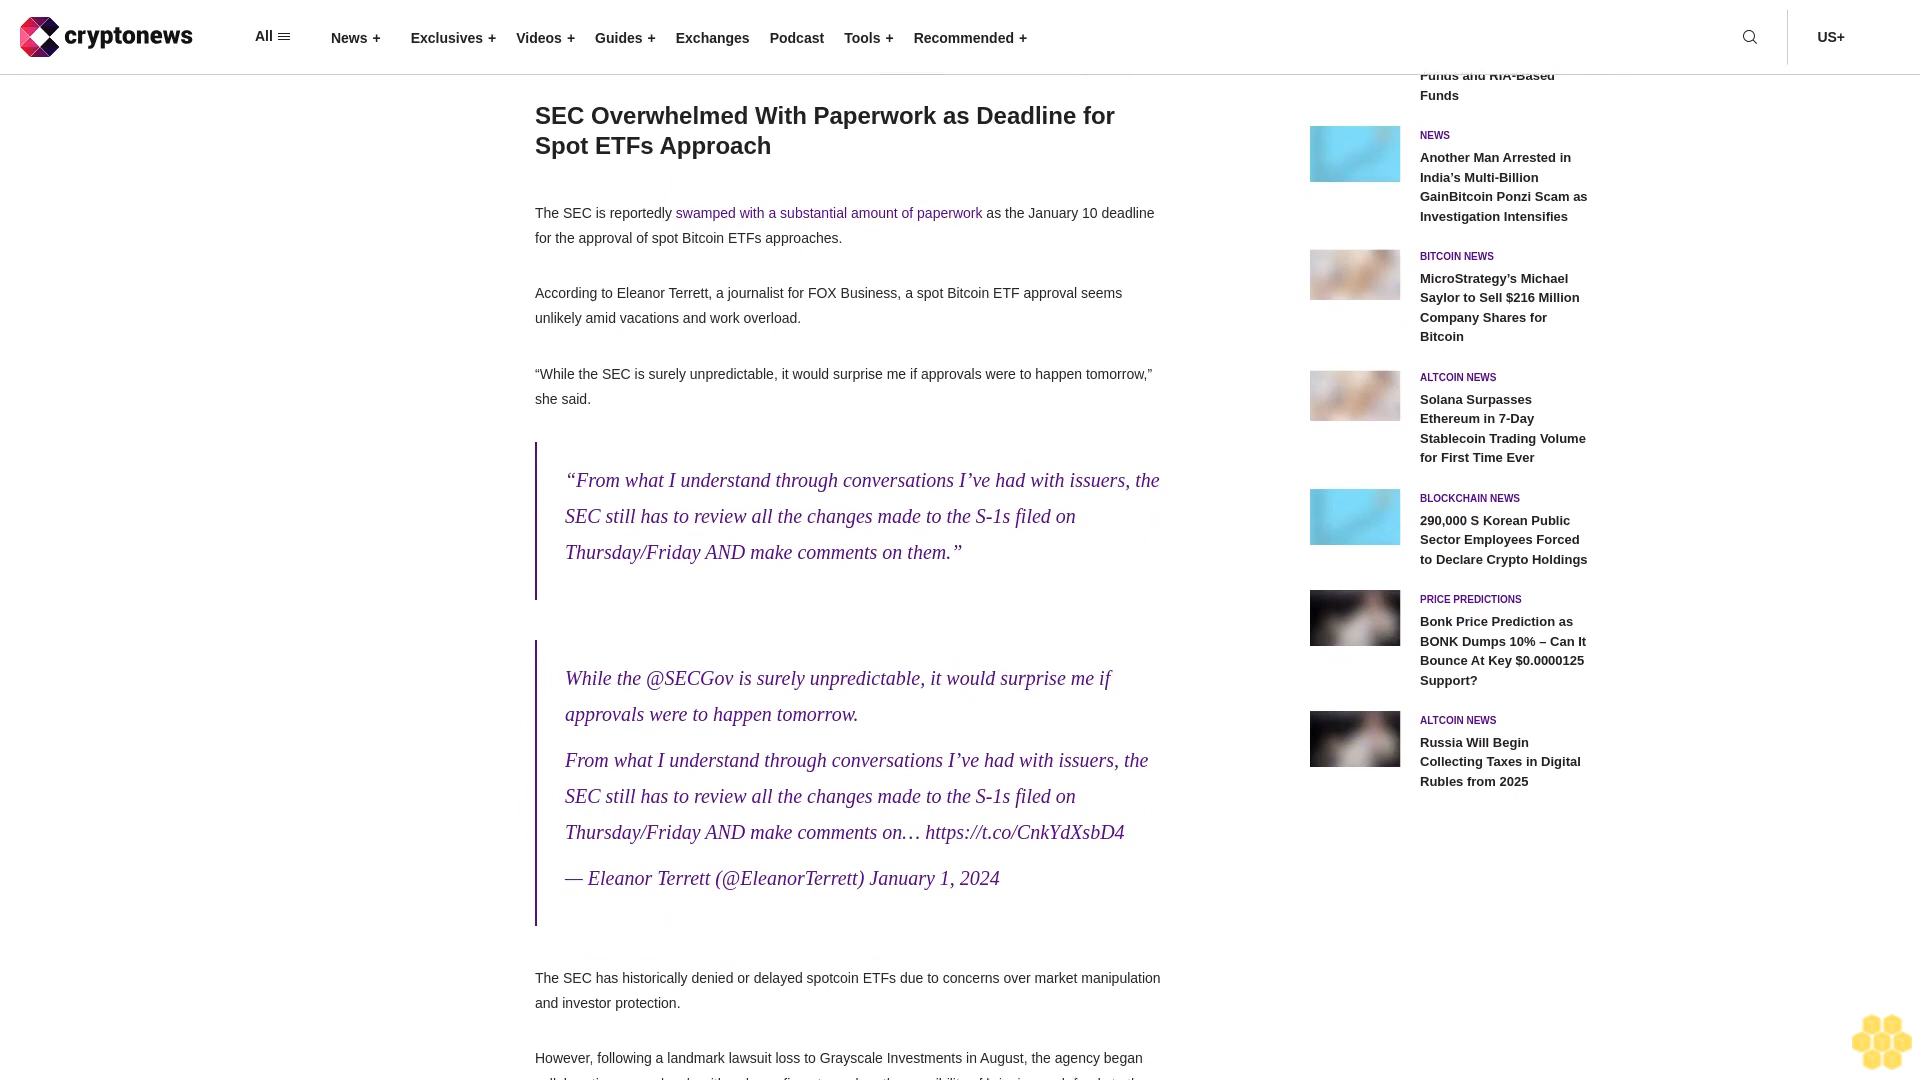 cryptonews
All
News +
Exclusives +
Videos +
Guides +
Exchanges
Podcast
Tools +
Recommended +
US+
SEC Overwhelmed With Paperwork as Deadline for
Spot ETFs Approach
The SEC is reportedly swamped with a substantial amount of paperwork as the January 10 deadline
for the approval of spot Bitcoin ETFs approaches.
According to Eleanor Terrett, a journalist for FOX Business, a spot Bitcoin ETF approval seems
unlikely amid vacations and work overload.
“While the SEC is surely unpredictable, it would surprise me if approvals were to happen tomorrow,”
she said.
“From what I understand through conversations I’ve had with issuers, the
SEC still has to review all the changes made to the S-1s filed on
Thursday/Friday AND make comments on them.”
While the @SECGov is surely unpredictable, it would surprise me if
approvals were to happen tomorrow.
From what I understand through conversations I’ve had with issuers, the
SEC still has to review all the changes made to the S-1s filed on
Thursday/Friday AND make comments on… https://t.co/CnkYdXsbD4
— Eleanor Terrett (@EleanorTerrett) January 1, 2024
The SEC has historically denied or delayed spotcoin ETFs due to concerns over market manipulation
and investor protection.
However, following a landmark lawsuit loss to Grayscale Investments in August, the agency began
Funds and RIA-Based
Funds
NEWS
Another Man Arrested in
India’s Multi-Billion
GainBitcoin Ponzi Scam as
Investigation Intensifies
BITCOIN NEWS
MicroStrategy’s Michael
Saylor to Sell $216 Million
Company Shares for
Bitcoin
ALTCOIN NEWS
Solana Surpasses
Ethereum in 7-Day
Stablecoin Trading Volume
for First Time Ever
BLOCKCHAIN NEWS
290,000 S Korean Public
Sector Employees Forced
to Declare Crypto Holdings
PRICE PREDICTIONS
Bonk Price Prediction as
BONK Dumps 10% – Can It
Bounce At Key $0.0000125
Support?
ALTCOIN NEWS
Russia Will Begin
Collecting Taxes in Digital
Rubles from 2025